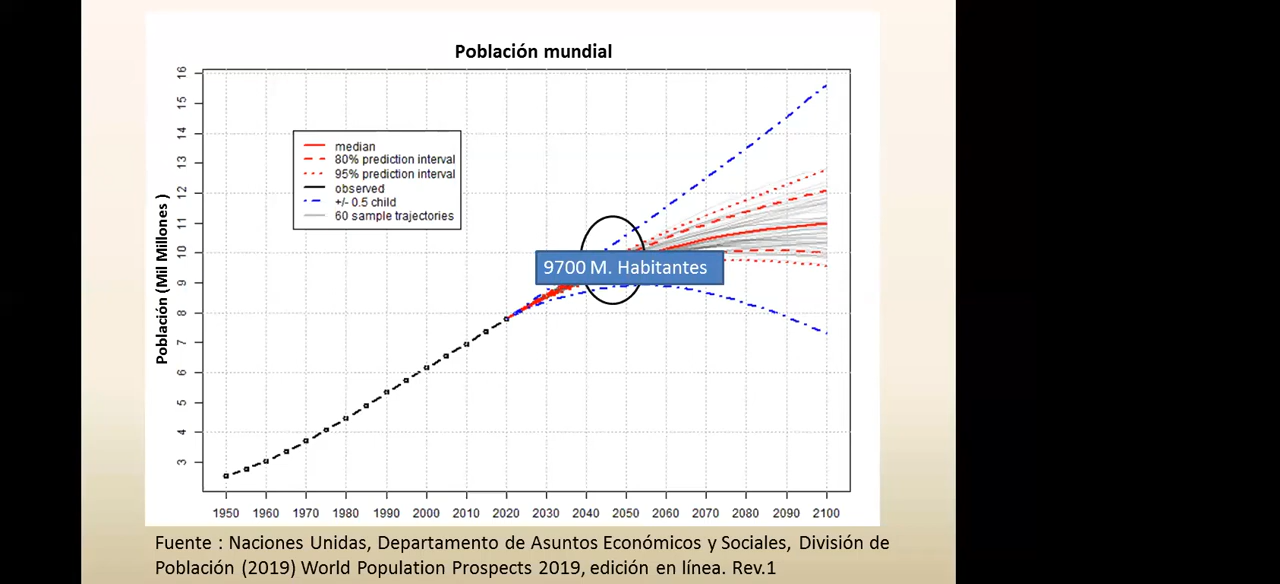 Población mundial
Población (Mil Millones )
16
15
14
13
12
11
10
9
8
7
6
5
4
3
median
80% prediction interval
95% prediction interval
observed
+/- 0.5 child
60 sample trajectories
9700 M. Habitantes
1950 1960 1970 1980 1990 2000 2010 2020 2030 2040 2050 2060 2070 2080 2090 2100
Fuente : Naciones Unidas, Departamento de Asuntos Económicos y Sociales, División de
Población (2019) World Population Prospects 2019, edición en línea. Rev.1